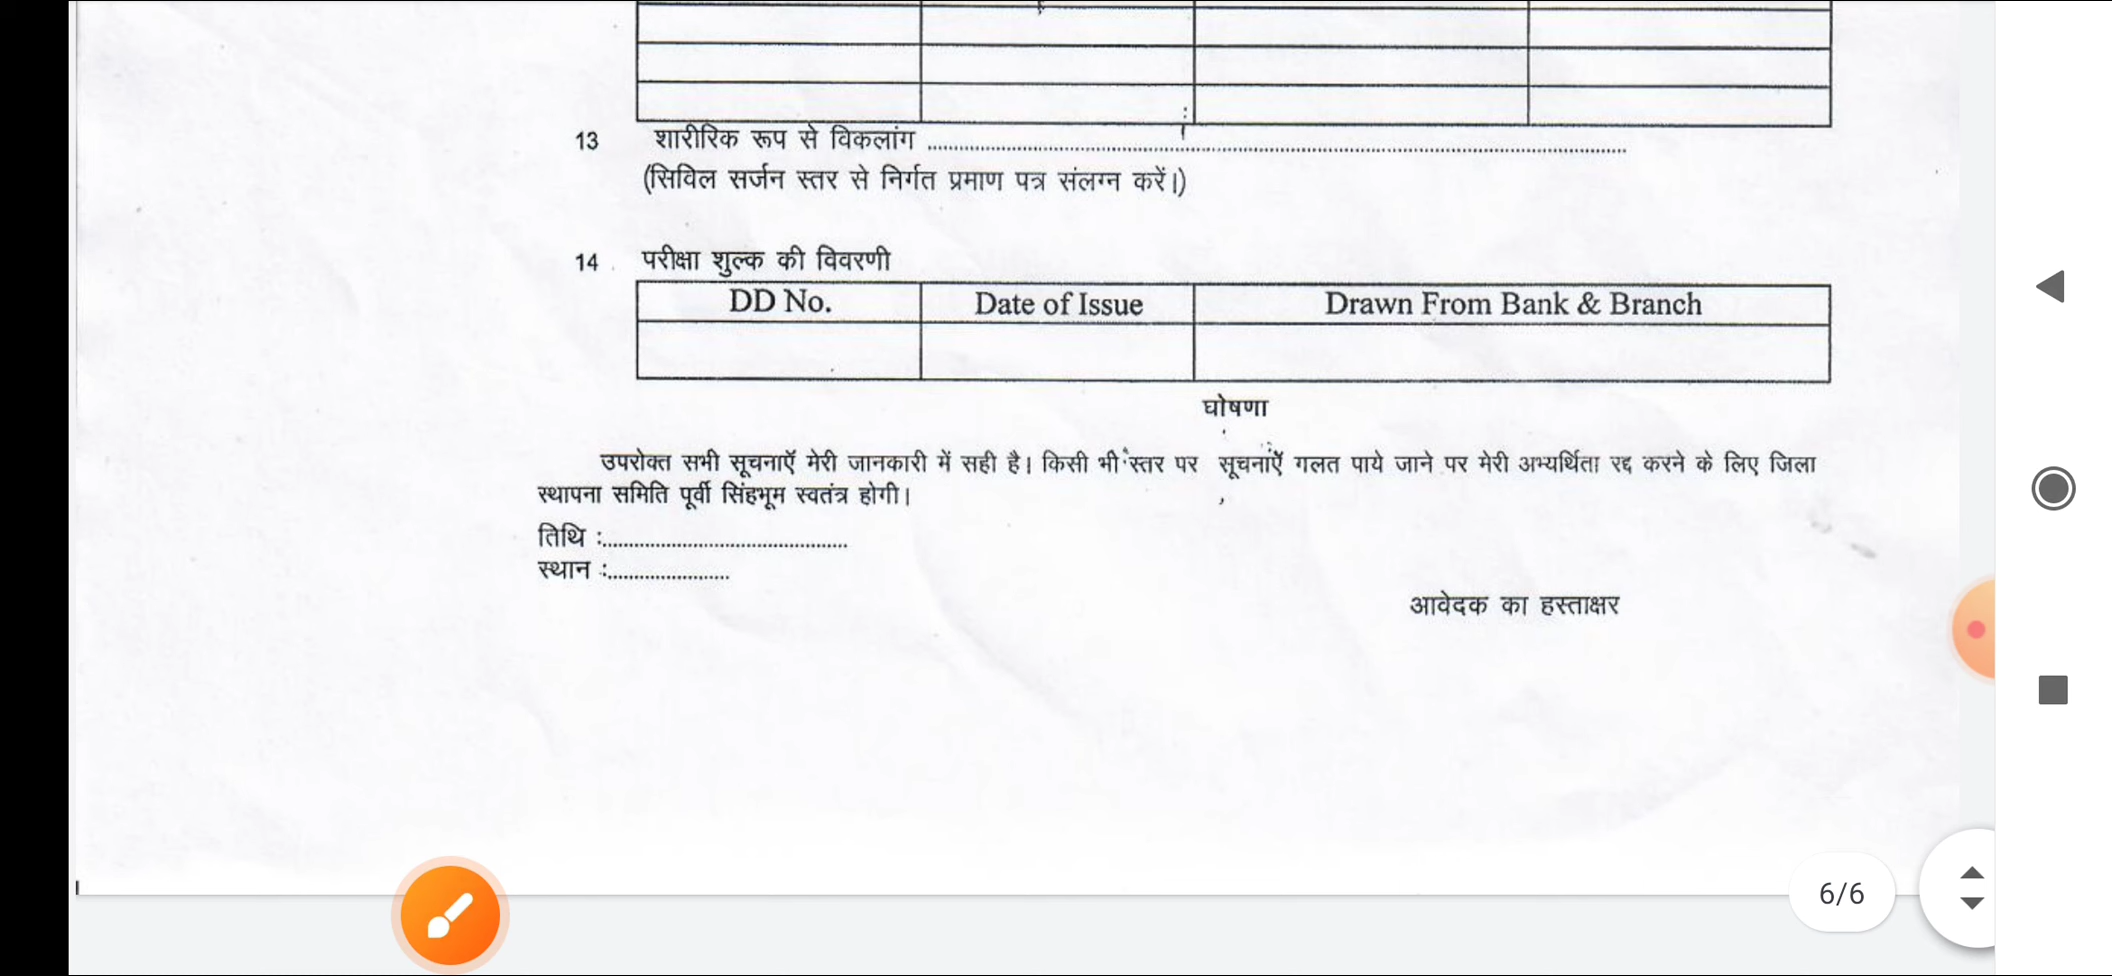 13 शारीरिक रूप से विकलांग ........................................................................
(सिविल सर्जन स्तर से निर्गत प्रमाण पत्र संलग्न करें।)
14 . परीक्षा शुल्क की विवरणी
DD No. Date of Issue Drawn From Bank & Branch
घोषणा
उपरोक्त सभी सूचनाएँ मेरी जानकारी में सही है। किसी भी स्तर पर सूचनाएँ गलत पाये जाने पर मेरी अभ्यर्थिता रद्द करने के लिए जिला
स्थापना समिति पूर्वी सिंहभूम स्वतंत्र होगी।
तिथि :..............................................
स्थान :.......................
आवेदक का हस्ताक्षर
6/6